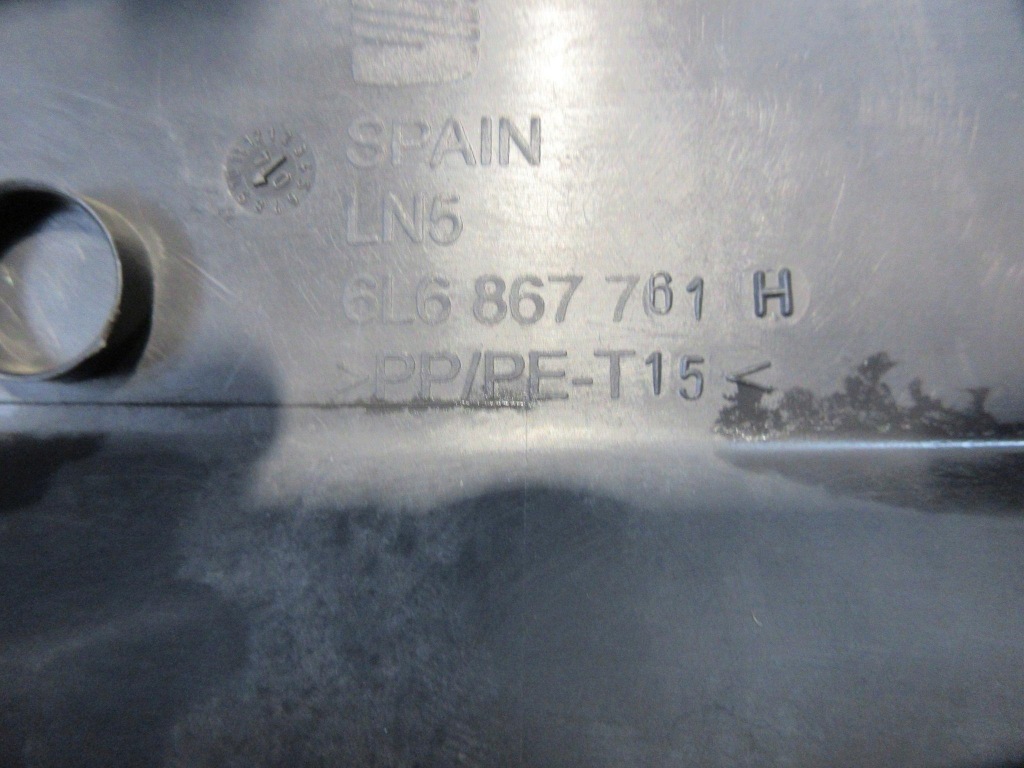 SPAIN
LN5
6L6 867 761 H
>PP/PE-T15<